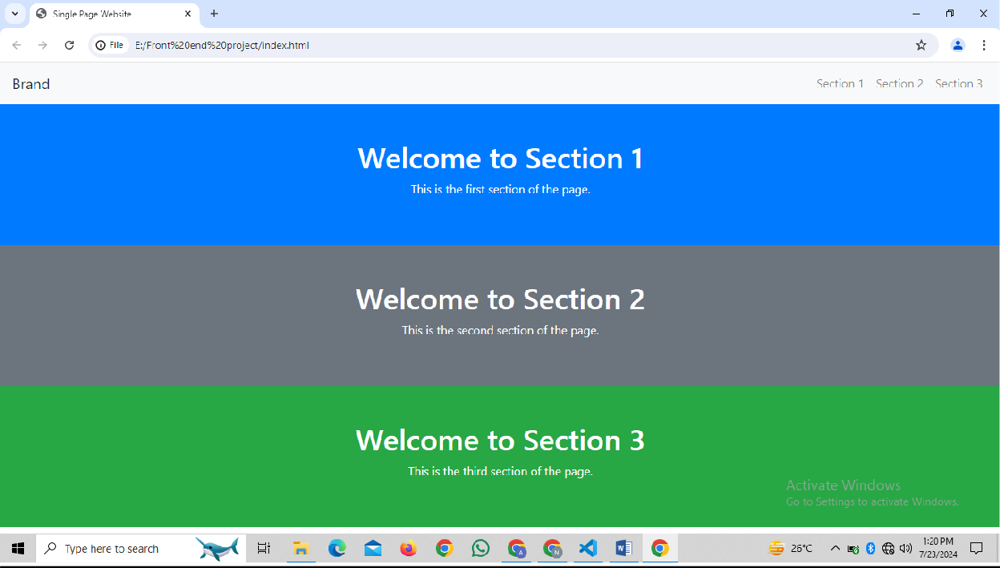 Single Page Website
File E:/Front%20end%20project/index.html
Brand
Section 1 Section 2 Section 3
Welcome to Section 1
This is the first section of the page.
Welcome to Section 2
This is the second section of the page.
Welcome to Section 3
This is the third section of the page.
Activate Windows
Go to Settings to activate Windows.
Type here to search
A
N
W
26°C
1:20 PM
7/23/2024